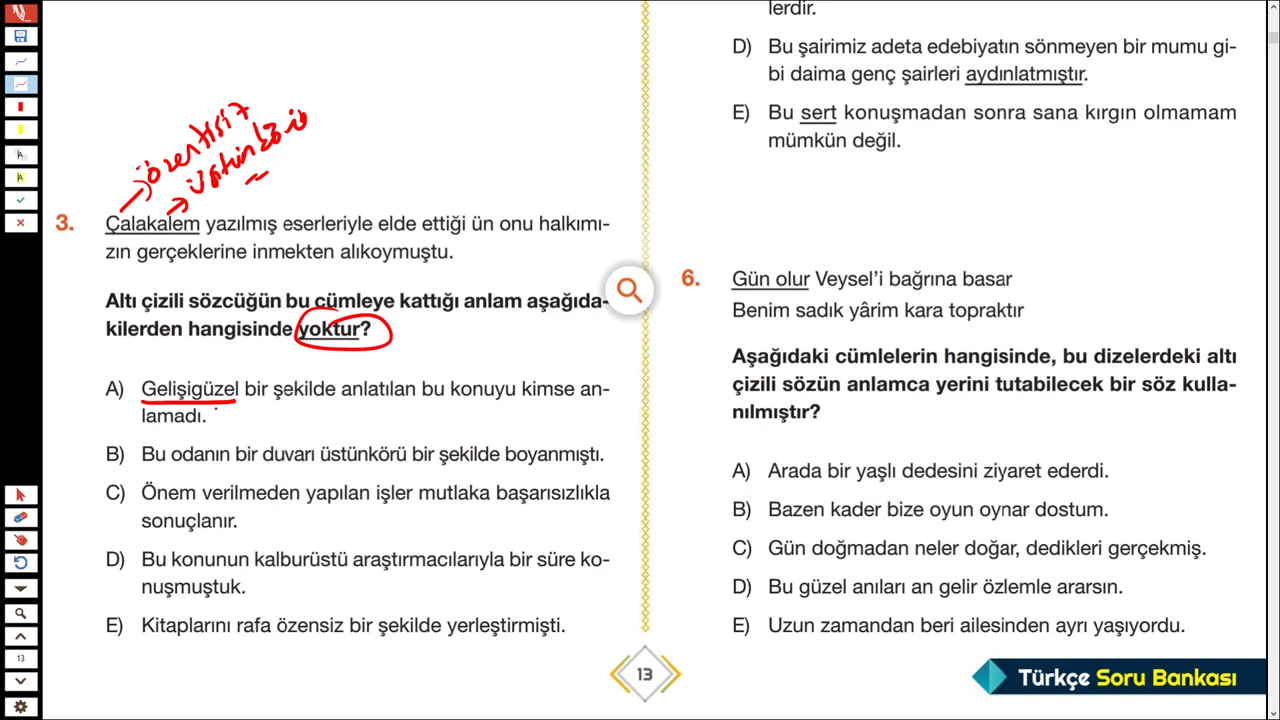 özentisiz
üstünkörü
3. Çalakalem yazılmış eserleriyle elde ettiği ün onu halkımı-
zın gerçeklerine inmekten alıkoymuştu.
Altı çizili sözcüğün bu cümleye kattığı anlam aşağıda-
kilerden hangisinde yoktur?
A) Gelişigüzel bir şekilde anlatılan bu konuyu kimse an-
lamadı.
B) Bu odanın bir duvarı üstünkörü bir şekilde boyanmıştı.
C) Önem verilmeden yapılan işler mutlaka başarısızlıkla
sonuçlanır.
D) Bu konunun kalburüstü araştırmacılarıyla bir süre ko-
nuşmuştuk.
E) Kitaplarını rafa özensiz bir şekilde yerleştirmişti.
lerdir.
D) Bu şairimiz adeta edebiyatın sönmeyen bir mumu gi-
bi daima genç şairleri aydınlatmıştır.
E) Bu sert konuşmadan sonra sana kırgın olmamam
mümkün değil.
6. Gün olur Veysel'i bağrına basar
Benim sadık yârim kara topraktır
Aşağıdaki cümlelerin hangisinde, bu dizelerdeki altı
çizili sözün anlamca yerini tutabilecek bir söz kulla-
nılmıştır?
A) Arada bir yaşlı dedesini ziyaret ederdi.
B) Bazen kader bize oyun oynar dostum.
C) Gün doğmadan neler doğar, dedikleri gerçekmiş.
D) Bu güzel anıları an gelir özlemle ararsın.
E) Uzun zamandan beri ailesinden ayrı yaşıyordu.
13
Türkçe Soru Bankası
A
A
13